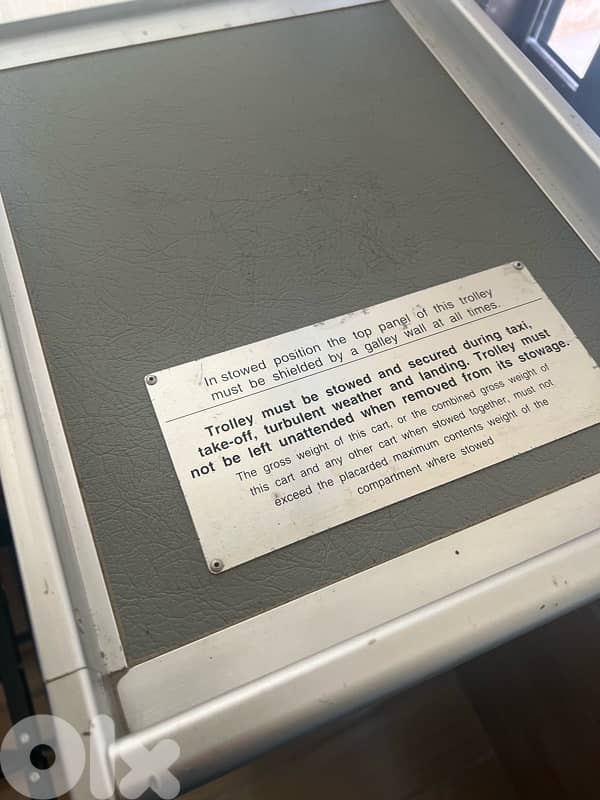 In stowed position the top panel of this trolley
must be shielded by a galley wall at all times.
Trolley must be stowed and secured during taxi,
take-off, turbulent weather and landing. Trolley must
not be left unattended when removed from its stowage.
The gross weight of this cart, or the combined gross weight of
this cart and any other cart when stowed together, must not
exceed the placarded maximum contents weight of the
compartment where stowed
olx